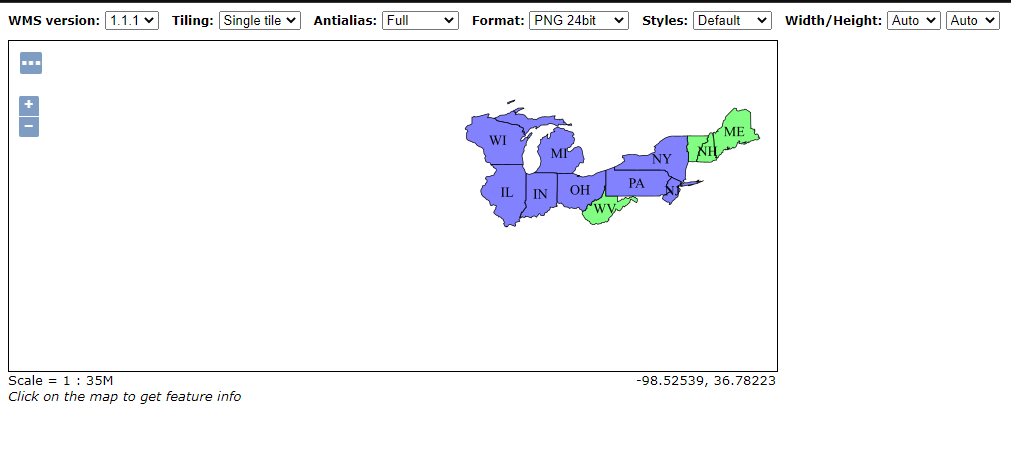 WMS version: 1.1.1 Tiling: Single tile Antialias: Full Format: PNG 24bit Styles: Default Width/Height: Auto Auto
...
+
−
ME
WI
NH
MI
NY
PA
OH
IL
IN
NJ
WV
Scale = 1 : 35M
-98.52539, 36.78223
Click on the map to get feature info